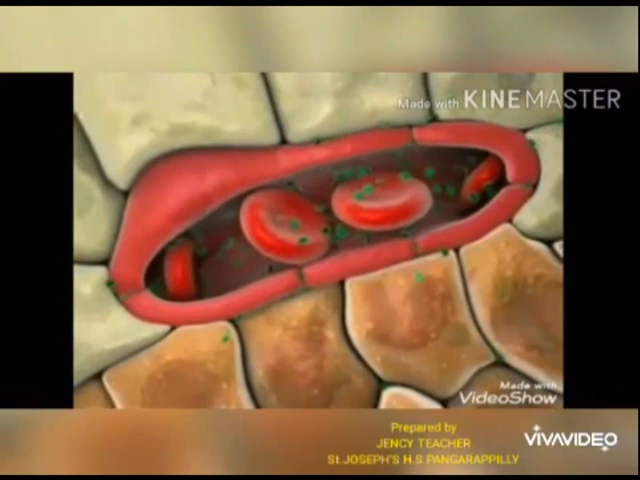 Made with KINEMASTER
Made with
VideoShow
Prepared by
JENCY TEACHER
St.JOSEPH'S H.S PANGARAPPILLY
VIVAVIDEO